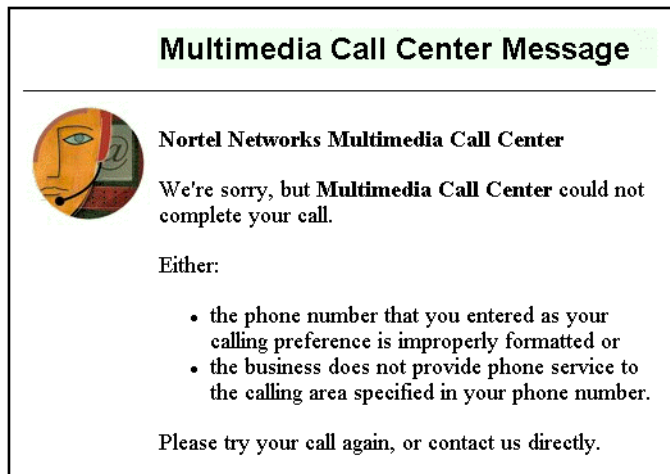 Multimedia Call Center Message
Nortel Networks Multimedia Call Center
We're sorry, but Multimedia Call Center could not
complete your call.
Either:
• the phone number that you entered as your
calling preference is improperly formatted or
• the business does not provide phone service to
the calling area specified in your phone number.
Please try your call again, or contact us directly.